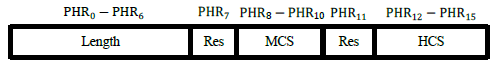 PHR₀ − PHR₆ PHR₇ PHR₈ − PHR₁₀ PHR₁₁ PHR₁₂ − PHR₁₅
Length Res MCS Res HCS